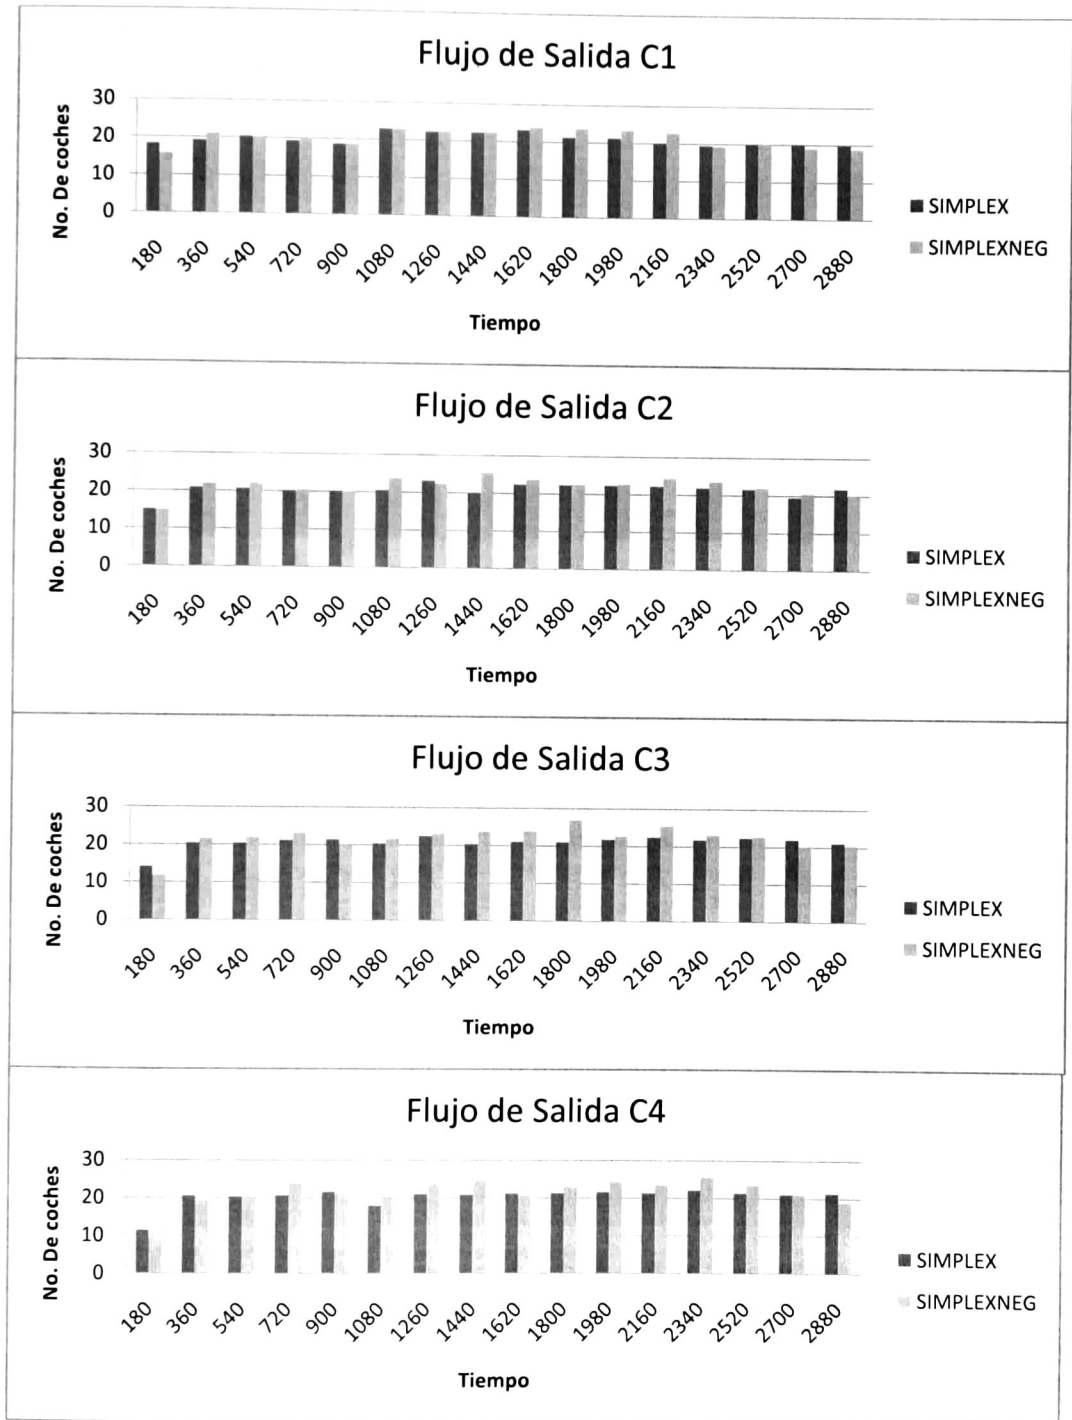 Flujo de Salida C1
No. De coches
30
20
10
0
180 360 540 720 900 1080 1260 1440 1620 1800 1980 2160 2340 2520 2700 2880
Tiempo
SIMPLEX
SIMPLEXNEG
Flujo de Salida C2
No. De coches
30
20
10
0
180 360 540 720 900 1080 1260 1440 1620 1800 1980 2160 2340 2520 2700 2880
Tiempo
SIMPLEX
SIMPLEXNEG
Flujo de Salida C3
No. De coches
30
20
10
0
180 360 540 720 900 1080 1260 1440 1620 1800 1980 2160 2340 2520 2700 2880
Tiempo
SIMPLEX
SIMPLEXNEG
Flujo de Salida C4
No. De coches
30
20
10
0
180 360 540 720 900 1080 1260 1440 1620 1800 1980 2160 2340 2520 2700 2880
Tiempo
SIMPLEX
SIMPLEXNEG